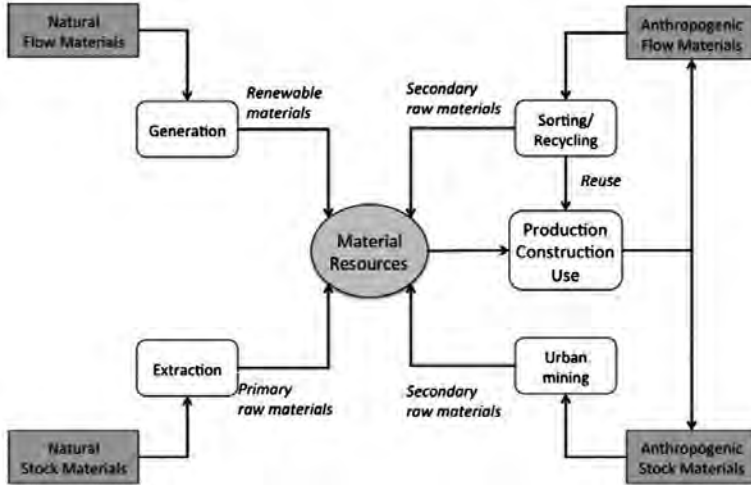 Natural
Flow Materials
Anthropogenic
Flow Materials
Renewable
materials
Secondary
raw materials
Generation
Sorting/
Recycling
Reuse
Material
Resources
Production
Construction
Use
Extraction
Primary
raw materials
Secondary
raw materials
Urban
mining
Natural
Stock Materials
Anthropogenic
Stock Materials